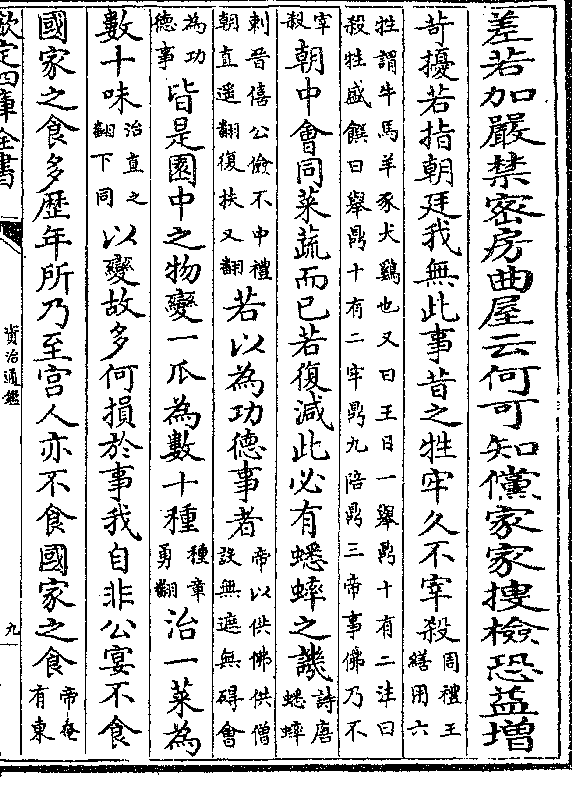 差若加嚴禁密房曲屋云何可知儻家家搜檢恐益增
苛擾若指朝廷我無此事昔之牲牢久不宰殺周禮王繕用六
牲謂牛馬羊豕犬鷄也又曰王日一舉鼎十有二注曰
殺牲盛饌曰舉鼎十有二牢鼎九陪鼎三帝事佛乃不
宰殺朝中會同菜蔬而已若復減此必有蟋蟀之譏詩唐蟋蟀
刺晉僖公儉不中禮朝直遥翻復扶又翻若以為功德事者帝以供佛供僧設無遮無碍會
為功德事皆是園中之物變一瓜為數十種種章勇翻治一菜為
數十味治直之翻下同以變故多何損於事我自非公宴不食
國家之食多歷年所乃至宮人亦不食國家之食帝奄有東
欽定四庫全書
資治通鑑
九